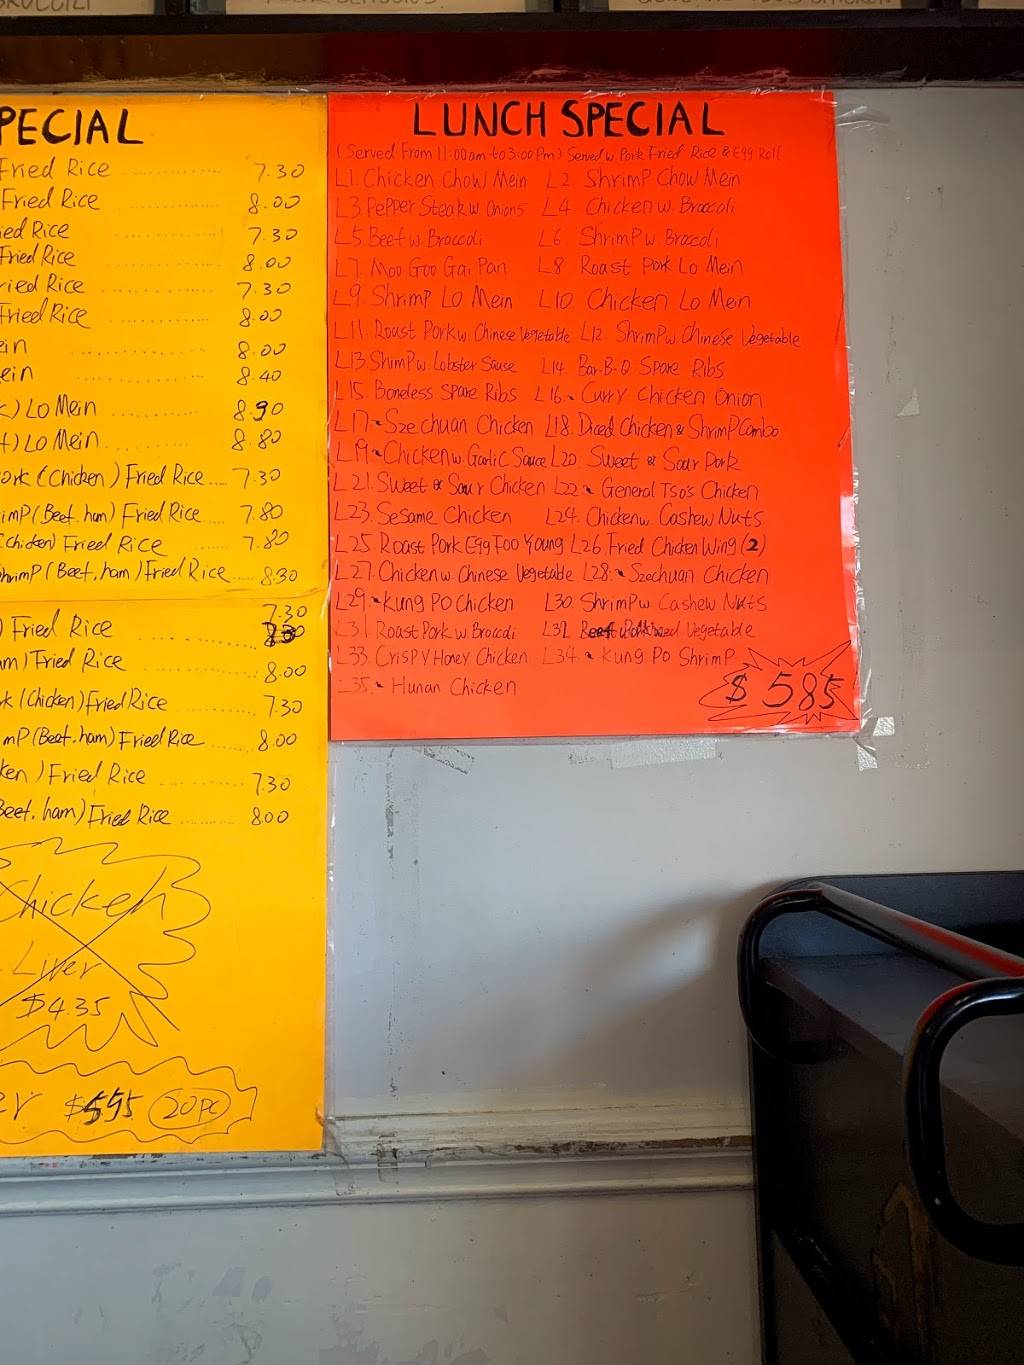 PECIAL
Fried Rice ............... 7.30
Fried Rice ............... 8.00
ied Rice ............... 7.30
Fried Rice ............... 8.00
ried Rice ............... 7.30
Fried Rice ............... 8.00
ein ............... 8.00
ein ............... 8.40
) Lo Mein ............... 8.90
) Lo Mein ............... 8.80
ork (Chicken) Fried Rice .... 7.30
imP (Beef. ham) Fried Rice .... 7.80
(chicken) Fried Rice ....... 7.80
hrimP (Beef. ham) Fried Rice .... 8.30
7.30
) Fried Rice ...............
am) Fried Rice ............... 8.00
k (Chicken) Fried Rice ............... 7.30
mP (Beef. ham) Fried Rice ............... 8.00
ken) Fried Rice ............... 7.30
Beef. ham) Fried Rice ............... 8.00
Chicken
Liver
$4.35
er $5.95 20pc
LUNCH SPECIAL
(Served From 11:00am to 3:00Pm) Served w. Pork Fried Rice & Egg Roll
L1. Chicken Chow Mein L2. ShrimP Chow Mein
L3. PePPer Steak w. Onions L4. Chicken w. Broccoli
L5. Beef w. Broccoli L6. ShrimP w. Broccoli
L7. Moo Goo Gai Pan L8. Roast Pork Lo Mein
L9. ShrimP Lo Mein L10. Chicken Lo Mein
L11. Roast Pork w. Chinese Vegetable L12. ShrimP w Chinese Vegetable
L13. ShimP w. Lobster Sause L14. Bar-B-Q SPare Ribs
L15. Boneless SPare Ribs L16. Curry Chicken Onion
L17. Szechuan Chicken L18. Diced Chicken & ShrimP Combo
L19. Chicken w. Garlic Sauce L20. Sweet & Sour Pork
L21. Sweet & Sour Chicken L22. General Tso's Chicken
L23. Sesame Chicken L24. Chicken w. Cashew Nuts
L25. Roast Pork Egg Foo Young L26. Fried Chicken Wing (2)
L27. Chicken w. Chinese Vegetable L28. Szechuan Chicken
L29. Kung Po Chicken L30. ShrimP w Cashew Nuts
L31. Roast Pork w. Broccoli L32. Vegetable
L33. CrisPy Honey Chicken L34. Kung Po ShrimP
L35. Hunan Chicken
$5.85